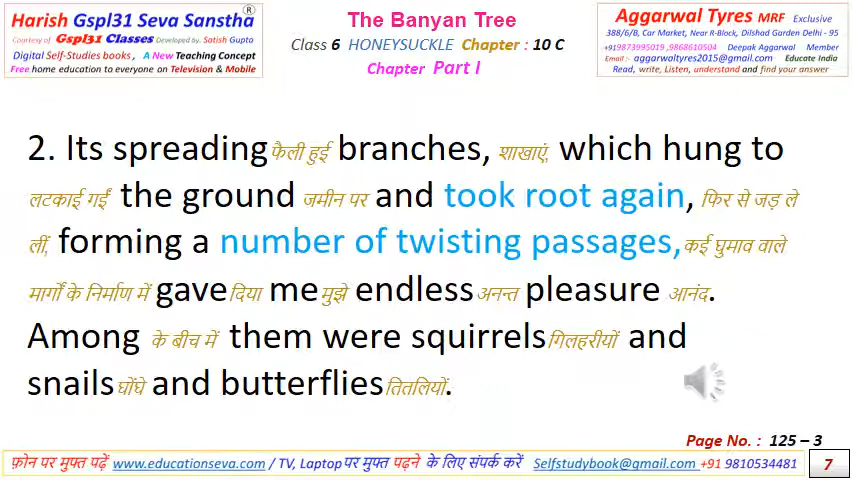 Harish Gspl31 Seva Sanstha®
Courtesy of Gspl31 Classes Developed by. Satish Gupta
Digital Self-Studies books , A New Teaching Concept
Free home education to everyone on Television & Mobile
The Banyan Tree
Class 6 HONEYSUCKLE Chapter : 10 C
Chapter Part I
Aggarwal Tyres MRF Exclusive
388/6/B, Car Market, Near R-Block, Dilshad Garden Delhi - 95
+919873995019 ,9868610504 Deepak Aggarwal Member
Email :- aggarwaltyres2015@gmail.com Educate India
Read, write, Listen, understand and find your answer
2. Its spreading फैली हुई branches, शाखाएं, which hung to
लटकाई गईं the ground जमीन पर and took root again, फिर से जड़ ले
लीं, forming a number of twisting passages, कई घुमाव वाले
मार्गों के निर्माण में gave दिया me मुझे endless अनन्त pleasure आनंद.
Among के बीच में them were squirrels गिलहरीयों and
snails घोंघे and butterflies तितलियों.
Page No. : 125 – 3
फ़ोन पर मुफ्त पढ़ें www.educationseva.com / TV, Laptop पर मुफ्त पढ़ने के लिए संपर्क करें Selfstudybook@gmail.com +91 9810534481
7